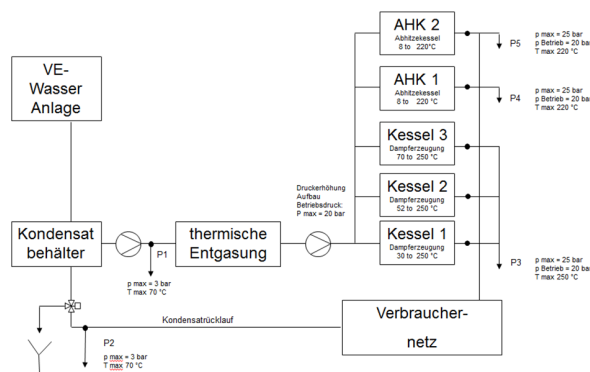 AHK 2
Abhitzekessel
8 to 220°C
P5
p max = 25 bar
p Betrieb = 20 bar
T max 220 °C
VE-
Wasser
Anlage
AHK 1
Abhitzekessel
8 to 220°C
P4
p max = 25 bar
p Betrieb = 20 bar
T max 220 °C
Kessel 3
Dampferzeugung
70 to 250 °C
Druckerhöhung
Aufbau
Betriebsdruck:
P max = 20 bar
Kessel 2
Dampferzeugung
52 to 250 °C
Kondensat
behälter
P1
p max = 3 bar
T max 70 °C
thermische
Entgasung
Kessel 1
Dampferzeugung
30 to 250°C
P3
p max = 25 bar
p Betrieb = 20 bar
T max 250 °C
Kondensatrücklauf
P2
p max = 3 bar
T max 70 °C
Verbraucher-
netz